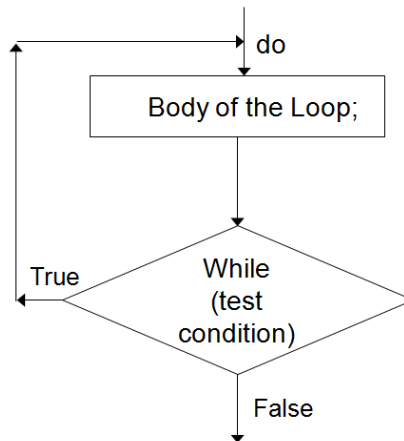 do
Body of the Loop;
True
While
(test
condition)
False